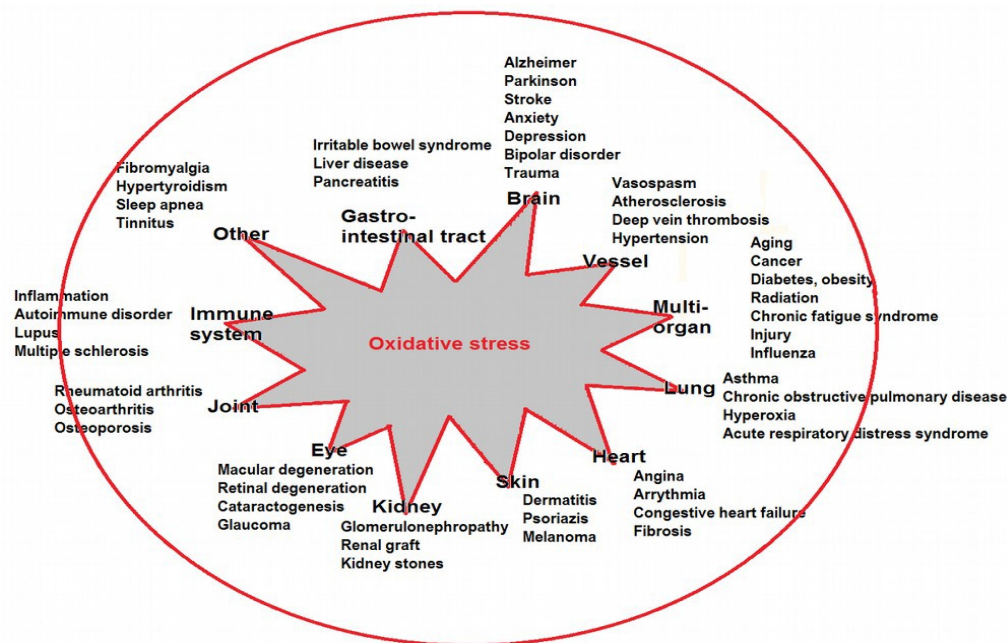 Alzheimer
Parkinson
Stroke
Anxiety
Depression
Bipolar disorder
Trauma
Brain
Irritable bowel syndrome
Liver disease
Pancreatitis
Gastro-
intestinal tract
Fibromyalgia
Hypertyroidism
Sleep apnea
Tinnitus
Other
Vasospasm
Atherosclerosis
Deep vein thrombosis
Hypertension
Vessel
Aging
Cancer
Diabetes, obesity
Radiation
Chronic fatigue syndrome
Injury
Influenza
Multi-
organ
Inflammation
Autoimmune disorder
Lupus
Multiple schlerosis
Immune
system
Oxidative stress
Rheumatoid arthritis
Osteoarthritis
Osteoporosis
Joint
Lung
Asthma
Chronic obstructive pulmonary disease
Hyperoxia
Acute respiratory distress syndrome
Eye
Macular degeneration
Retinal degeneration
Cataractogenesis
Glaucoma
Kidney
Glomerulonephropathy
Renal graft
Kidney stones
Skin
Dermatitis
Psoriazis
Melanoma
Heart
Angina
Arrythmia
Congestive heart failure
Fibrosis